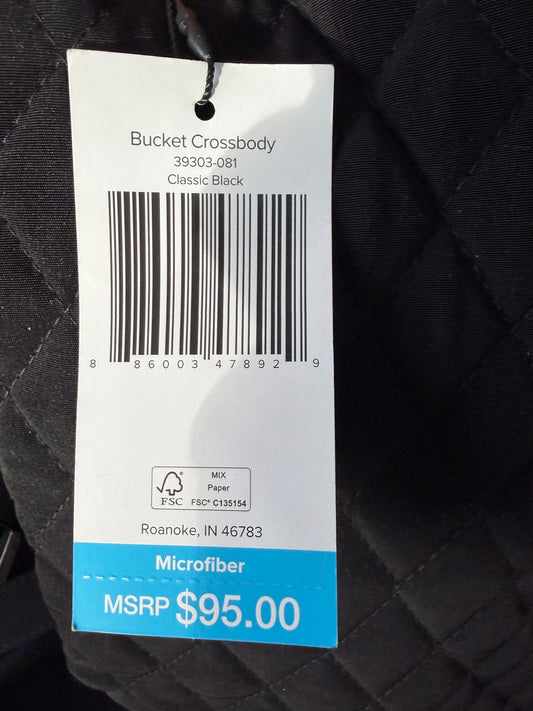 Bucket Crossbody
39303-081
Classic Black
8 86003 47892 9
MIX
Paper
FSC FSC® C135154
Roanoke, IN 46783
Microfiber
MSRP $95.00